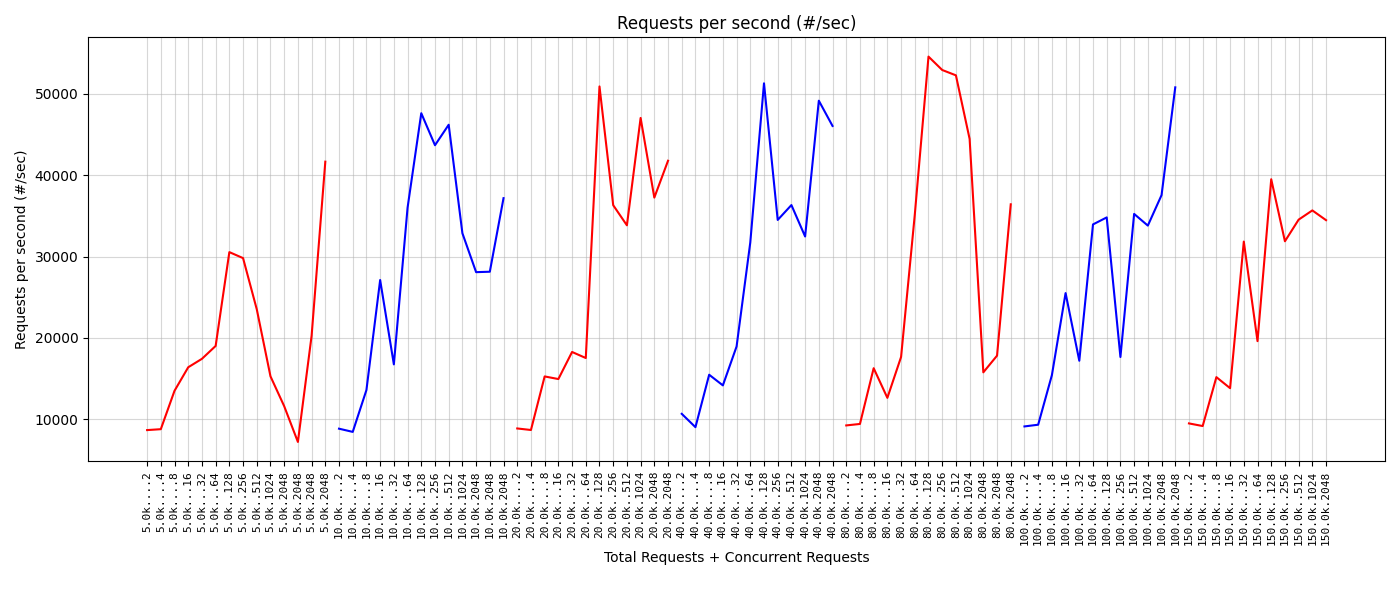 Requests per second (#/sec)
Requests per second (#/sec)
50000
40000
30000
20000
10000
5.0k....2
5.0k....4
5.0k....8
5.0k...16
5.0k...32
5.0k...64
5.0k..128
5.0k..256
5.0k..512
5.0k.1024
5.0k.2048
5.0k.2048
5.0k.2048
5.0k.2048
10.0k....2
10.0k....4
10.0k....8
10.0k...16
10.0k...32
10.0k...64
10.0k..128
10.0k..256
10.0k..512
10.0k.1024
10.0k.2048
10.0k.2048
10.0k.2048
20.0k....2
20.0k....4
20.0k....8
20.0k...16
20.0k...32
20.0k...64
20.0k..128
20.0k..256
20.0k..512
20.0k.1024
20.0k.2048
20.0k.2048
40.0k....2
40.0k....4
40.0k....8
40.0k...16
40.0k...32
40.0k...64
40.0k..128
40.0k..256
40.0k..512
40.0k.1024
40.0k.2048
40.0k.2048
80.0k....2
80.0k....4
80.0k....8
80.0k...16
80.0k...32
80.0k...64
80.0k..128
80.0k..256
80.0k..512
80.0k.1024
80.0k.2048
80.0k.2048
80.0k.2048
100.0k....2
100.0k....4
100.0k....8
100.0k...16
100.0k...32
100.0k...64
100.0k..128
100.0k..256
100.0k..512
100.0k.1024
100.0k.2048
100.0k.2048
150.0k....2
150.0k....4
150.0k....8
150.0k...16
150.0k...32
150.0k...64
150.0k..128
150.0k..256
150.0k..512
150.0k.1024
150.0k.2048
Total Requests + Concurrent Requests